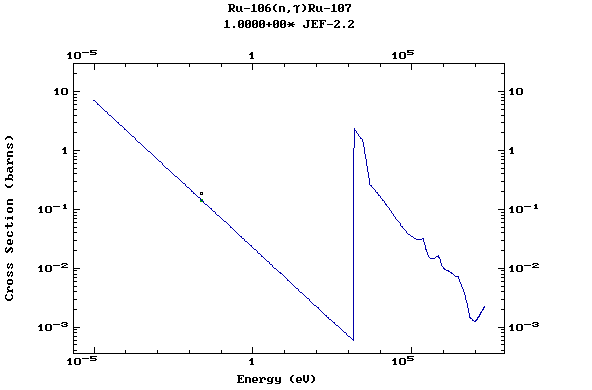 Ru-106(n,γ)Ru-107
1.0000+00* JEF-2.2
10⁻⁵ 1 10⁵
10 10
1 1
10⁻¹ 10⁻¹
10⁻² 10⁻²
10⁻³ 10⁻³
10⁻⁵ 1 10⁵
Cross Section (barns)
Energy (eV)